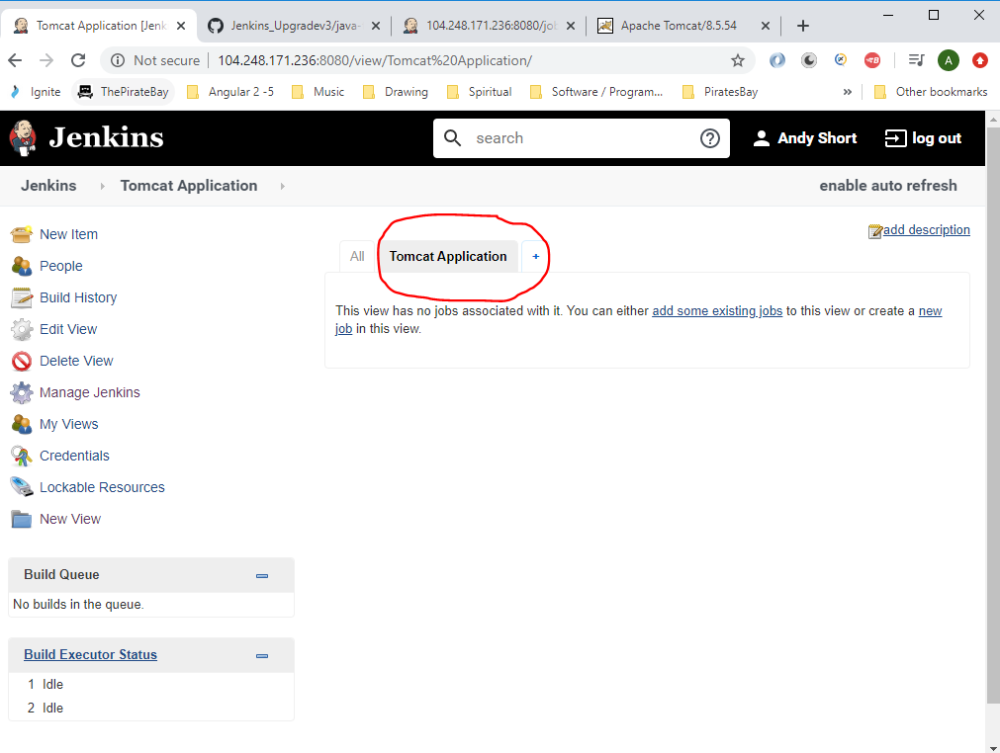 Tomcat Application [Jenk
Jenkins_Upgradev3/java-
104.248.171.236:8080/job
Apache Tomcat/8.5.54
Not secure 104.248.171.236:8080/view/Tomcat%20Application/
A
Ignite ThePirateBay Angular 2 -5 Music Drawing Spiritual Software / Program... PiratesBay » Other bookmarks
Jenkins search Andy Short log out
Jenkins Tomcat Application enable auto refresh
add description
New Item
People
Build History
Edit View
Delete View
Manage Jenkins
My Views
Credentials
Lockable Resources
New View
All Tomcat Application +
This view has no jobs associated with it. You can either add some existing jobs to this view or create a new
job in this view.
Build Queue
No builds in the queue.
Build Executor Status
1 Idle
2 Idle